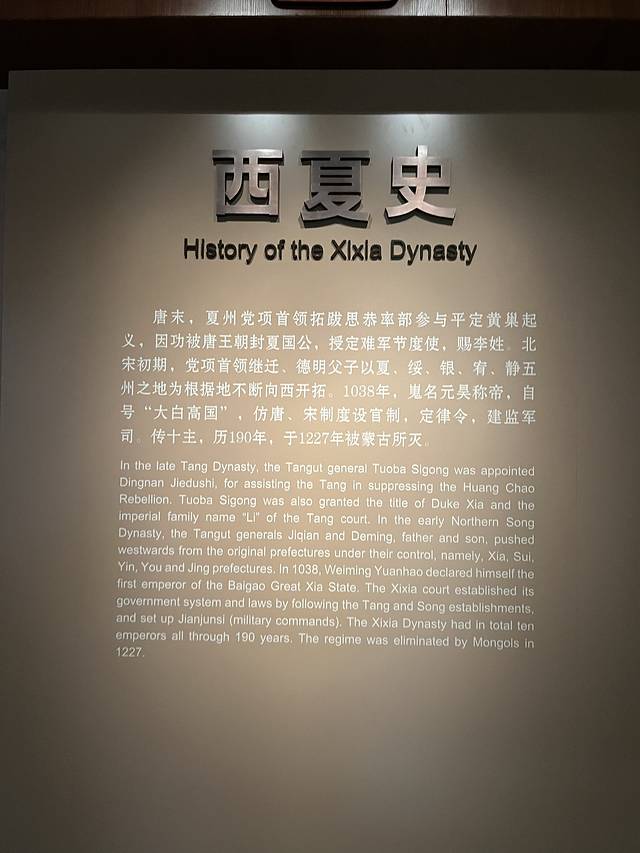 西夏史
History of the Xixia Dynasty
唐末，夏州党项首领拓跋思恭率部参与平定黄巢起
义，因功被唐王朝封夏国公，授定难军节度使，赐李姓。北
宋初期，党项首领继迁、德明父子以夏、绥、银、宥、静五
州之地为根据地不断向西开拓。1038年，嵬名元昊称帝，自
号“大白高国”，仿唐、宋制度设官制，定律令，建监军
司。传十主，历190年，于1227年被蒙古所灭。
In the late Tang Dynasty, the Tangut general Tuoba Sigong was appointed
Dingnan Jiedushi, for assisting the Tang in suppressing the Huang Chao
Rebellion. Tuoba Sigong was also granted the title of Duke Xia and the
imperial family name “Li” of the Tang court. In the early Northern Song
Dynasty, the Tangut generals Jiqian and Deming, father and son, pushed
westwards from the original prefectures under their control, namely, Xia, Sui,
Yin, You and Jing prefectures. In 1038, Weiming Yuanhao declared himself the
first emperor of the Baigao Great Xia State. The Xixia court established its
government system and laws by following the Tang and Song establishments,
and set up Jianjunsi (military commands). The Xixia Dynasty had in total ten
emperors all through 190 years. The regime was eliminated by Mongols in
1227.